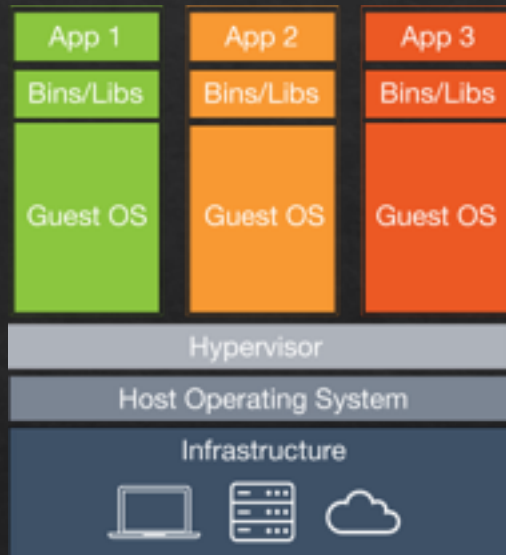 App 1
App 2
App 3
Bins/Libs
Bins/Libs
Bins/Libs
Guest OS
Guest OS
Guest OS
Hypervisor
Host Operating System
Infrastructure